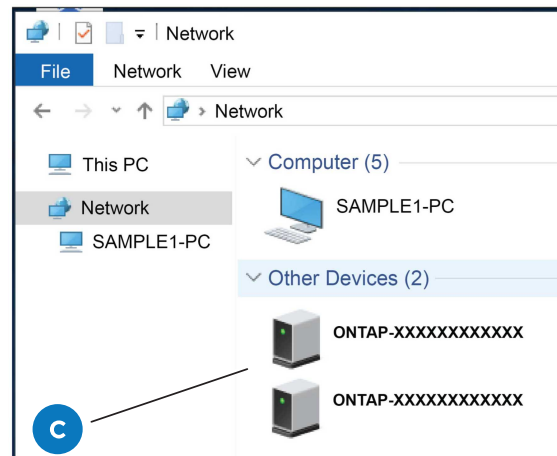 Network
File Network View
Network
This PC
Network
SAMPLE1-PC
Computer (5)
SAMPLE1-PC
Other Devices (2)
ONTAP-XXXXXXXXXXXX
ONTAP-XXXXXXXXXXXX
C